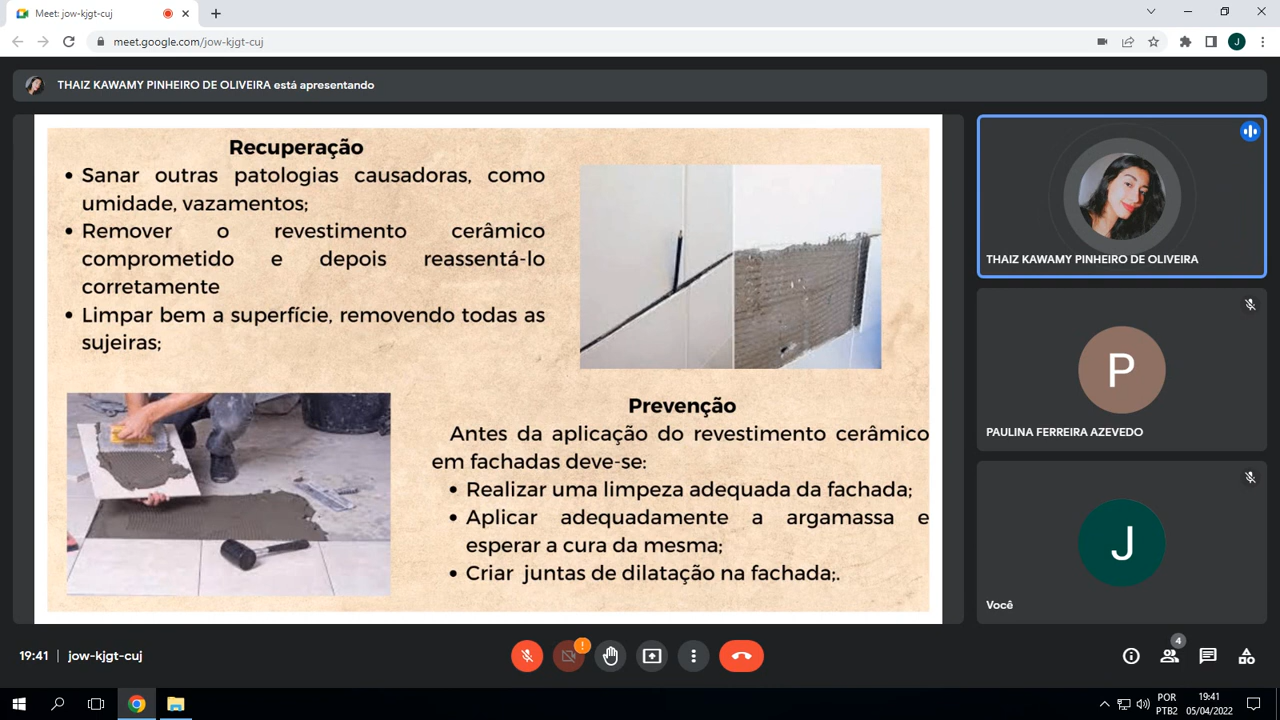 Meet: jow-kjgt-cuj
meet.google.com/jow-kjgt-cuj
J
THAIZ KAWAMY PINHEIRO DE OLIVEIRA está apresentando
Recuperação
• Sanar outras patologias causadoras, como
umidade, vazamentos;
• Remover o revestimento cerâmico
comprometido e depois reassentá-lo
corretamente
• Limpar bem a superfície, removendo todas as
sujeiras;
Prevenção
Antes da aplicação do revestimento cerâmico
em fachadas deve-se:
• Realizar uma limpeza adequada da fachada;
• Aplicar adequadamente a argamassa e
esperar a cura da mesma;
• Criar juntas de dilatação na fachada;.
THAIZ KAWAMY PINHEIRO DE OLIVEIRA
P
PAULINA FERREIRA AZEVEDO
J
Você
19:41 | jow-kjgt-cuj
!
4
POR
PTB2
19:41
05/04/2022